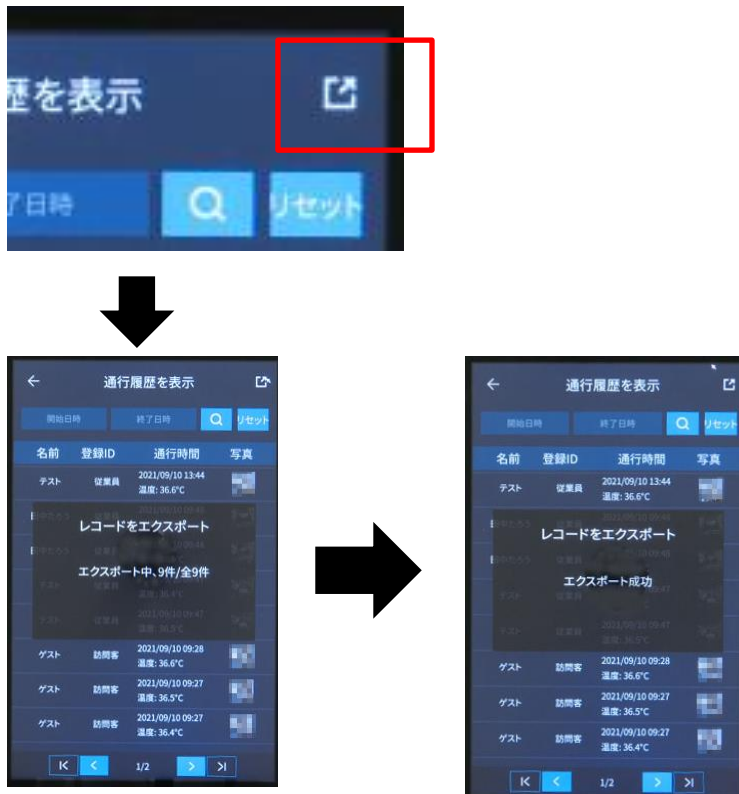 歴を表示
了日時
リセット
通行履歴を表示
開始日時 終了日時 リセット
名前 登録ID 通行時間 写真
テスト 従業員 2021/09/10 13:44
温度: 36.6°C
レコードをエクスポート
エクスポート中、9件/全9件
ゲスト 訪問客 2021/09/10 09:28
温度: 36.6°C
ゲスト 訪問客 2021/09/10 09:27
温度: 36.5°C
ゲスト 訪問客 2021/09/10 09:27
温度: 36.4°C
1/2
通行履歴を表示
開始日時 終了日時 リセット
名前 登録ID 通行時間 写真
テスト 従業員 2021/09/10 13:44
温度: 36.6°C
レコードをエクスポート
エクスポート成功
ゲスト 訪問客 2021/09/10 09:28
温度: 36.6°C
ゲスト 訪問客 2021/09/10 09:27
温度: 36.5°C
ゲスト 訪問客 2021/09/10 09:27
温度: 36.4°C
1/2